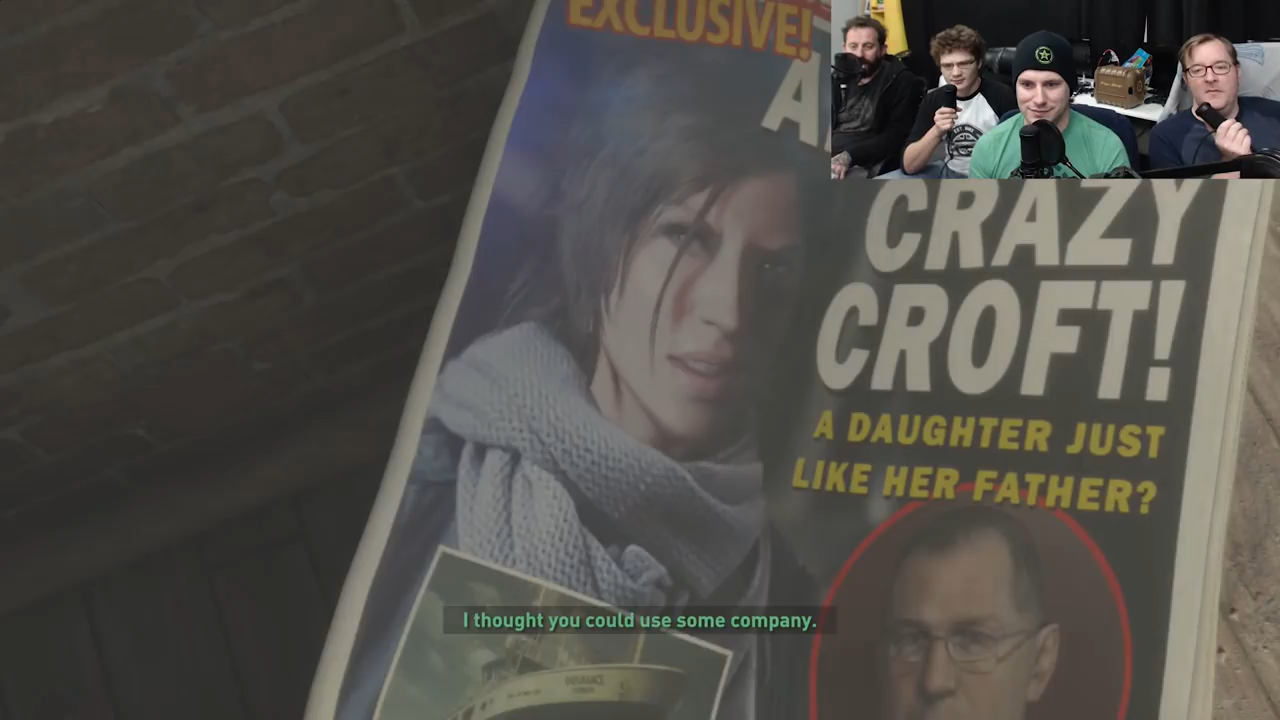 EXCLUSIVE!
A
CRAZY
CROFT!
A DAUGHTER JUST
LIKE HER FATHER?
I thought you could use some company.